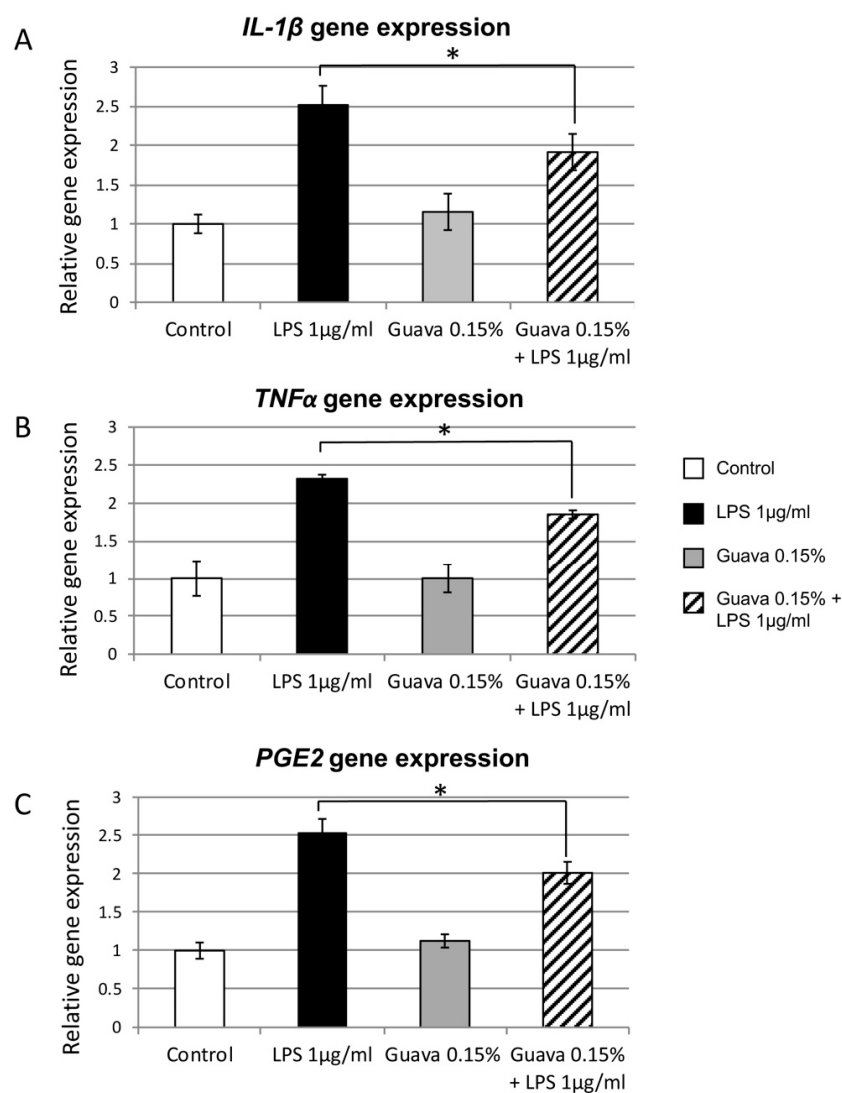 A
IL-1β gene expression
*
Relative gene expression
3
2.5
2
1.5
1
0.5
0
Control
LPS 1µg/ml
Guava 0.15%
Guava 0.15%
+ LPS 1µg/ml
B
TNFα gene expression
*
Relative gene expression
3
2.5
2
1.5
1
0.5
0
Control
LPS 1µg/ml
Guava 0.15%
Guava 0.15%
+ LPS 1µg/ml
Control
LPS 1µg/ml
Guava 0.15%
Guava 0.15% +
LPS 1µg/ml
C
PGE2 gene expression
*
Relative gene expression
3
2.5
2
1.5
1
0.5
0
Control
LPS 1µg/ml
Guava 0.15%
Guava 0.15%
+ LPS 1µg/ml